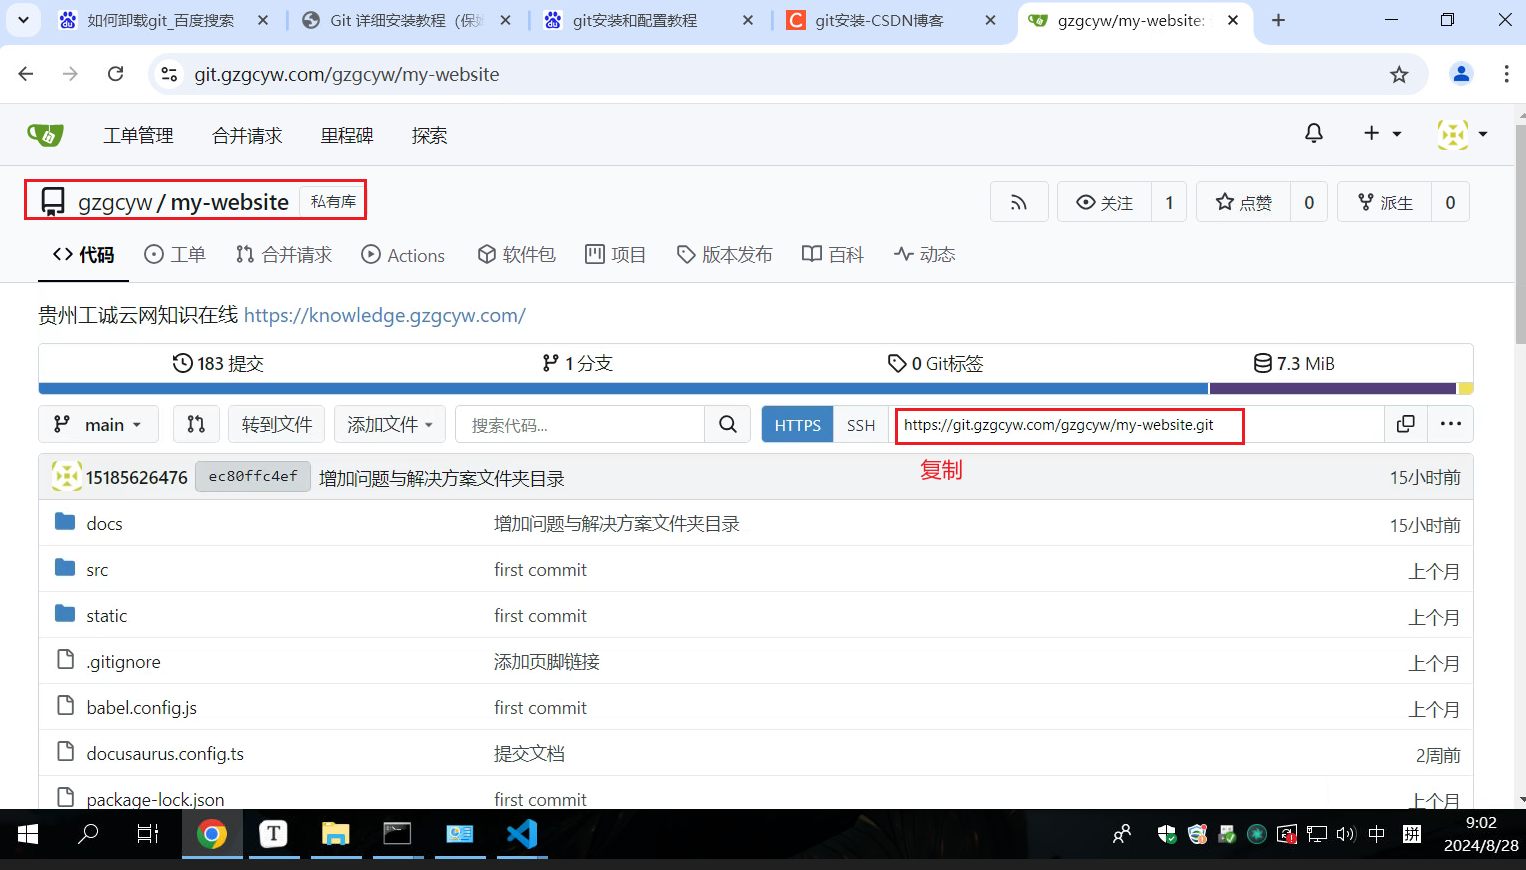 如何卸载git_百度搜索
Git 详细安装教程（保
git安装和配置教程
git安装-CSDN博客
gzgcyw/my-website:
git.gzgcyw.com/gzgcyw/my-website
工单管理 合并请求 里程碑 探索
gzgcyw / my-website 私有库
关注 1 点赞 0 派生 0
代码 工单 合并请求 Actions 软件包 项目 版本发布 百科 动态
贵州工诚云网知识在线 https://knowledge.gzgcyw.com/
183 提交 1 分支 0 Git标签 7.3 MiB
main 转到文件 添加文件 搜索代码... HTTPS SSH https://git.gzgcyw.com/gzgcyw/my-website.git
复制
15185626476 ec80ffc4ef 增加问题与解决方案文件夹目录 15小时前
docs 增加问题与解决方案文件夹目录 15小时前
src first commit 上个月
static first commit 上个月
.gitignore 添加页脚链接 上个月
babel.config.js first commit 上个月
docusaurus.config.ts 提交文档 2周前
package-lock.json first commit 上个月
T 中 拼 9:02
2024/8/28